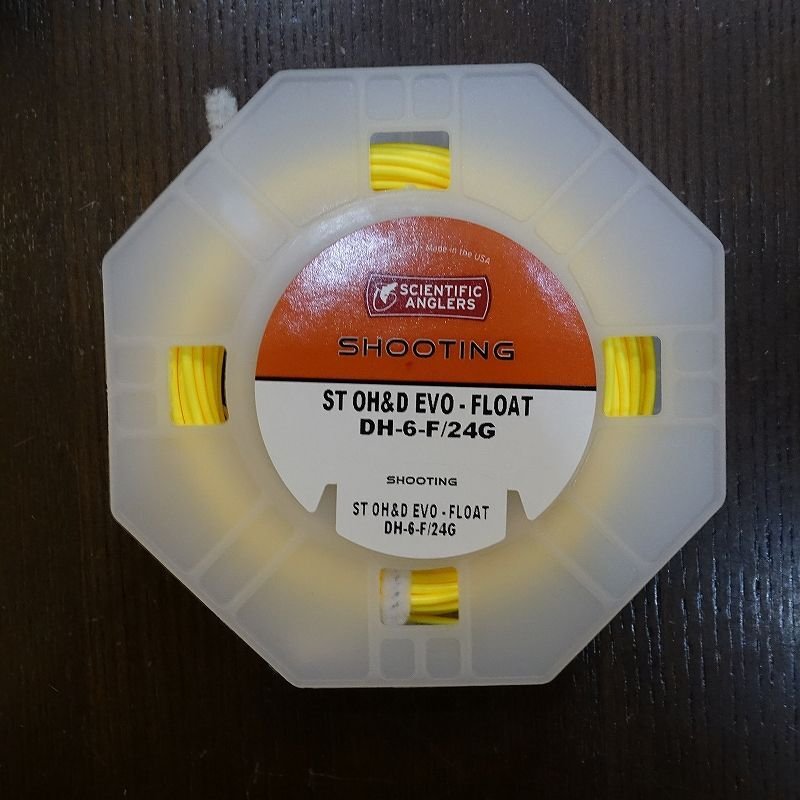 Made in the USA
SCIENTIFIC
ANGLERS
SHOOTING
ST OH&D EVO - FLOAT
DH-6-F/24G
SHOOTING
ST OH&D EVO - FLOAT
DH-6-F/24G